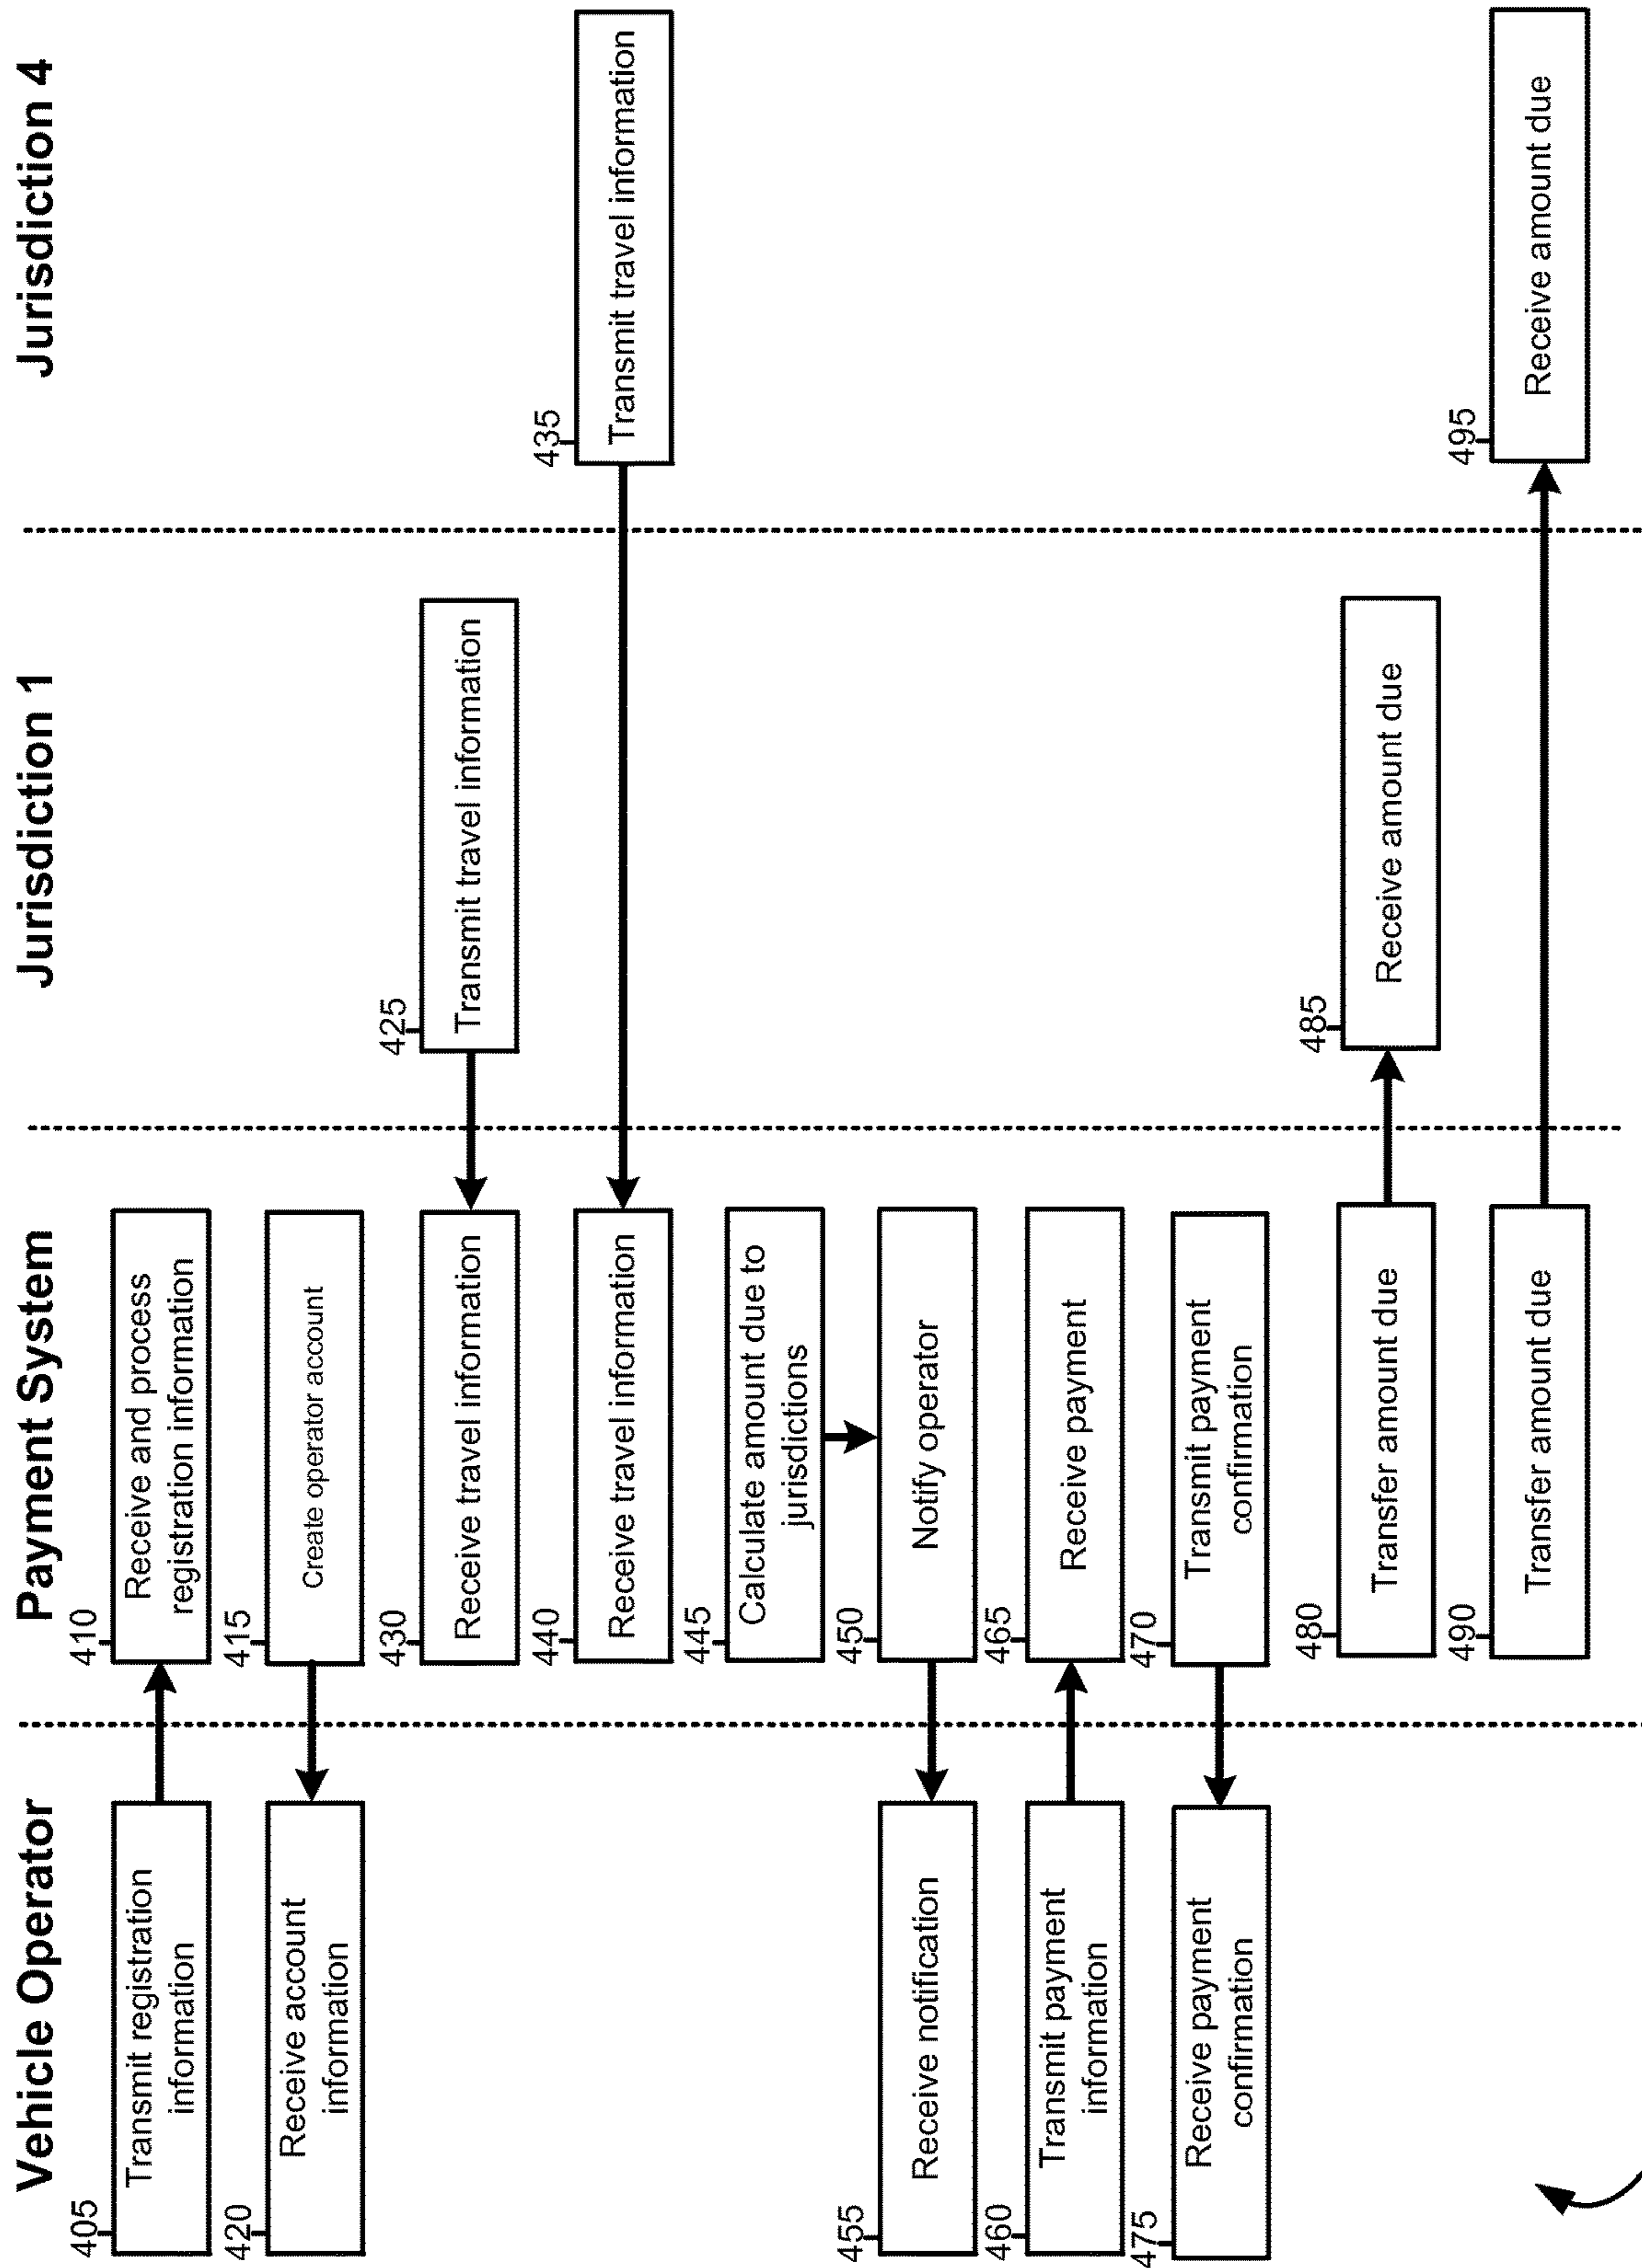 Vehicle Operator
Payment System
Jurisdiction 1
Jurisdiction 4
405
Transmit registration
information
410
Receive and process
registration information
415
Create operator account
420
Receive account
information
425
Transmit travel information
430
Receive travel information
435
Transmit travel information
440
Receive travel information
445
Calculate amount due to
jurisdictions
450
Notify operator
455
Receive notification
460
Transmit payment
information
465
Receive payment
470
Transmit payment
confirmation
475
Receive payment
confirmation
480
Transfer amount due
485
Receive amount due
490
Transfer amount due
495
Receive amount due